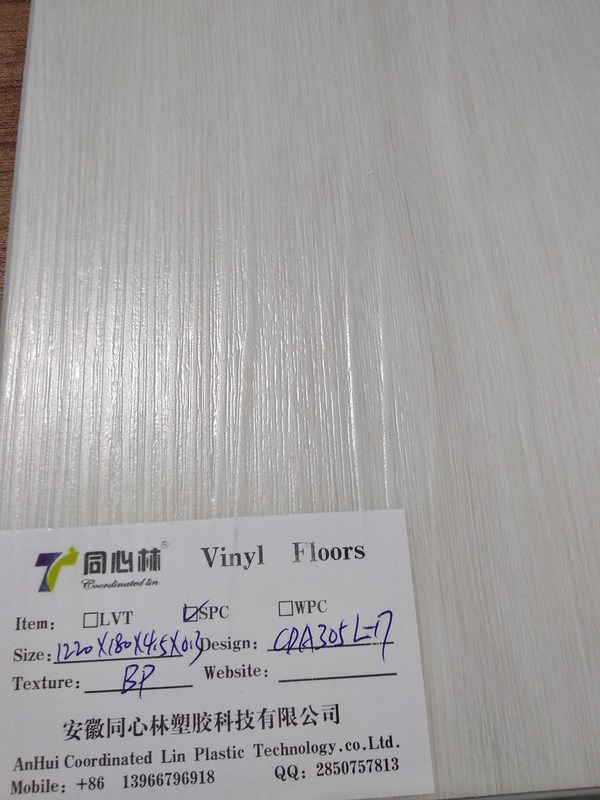 同心林® Vinyl Floors
Coordinated lin
Item: □LVT ☑SPC □WPC
Size: 1220X180X4.5X0.3 Design: CDA305L-17
Texture: BP Website:
安徽同心林塑胶科技有限公司
AnHui Coordinated Lin Plastic Technology.co.Ltd.
Mobile: +86 13966796918 QQ: 2850757813